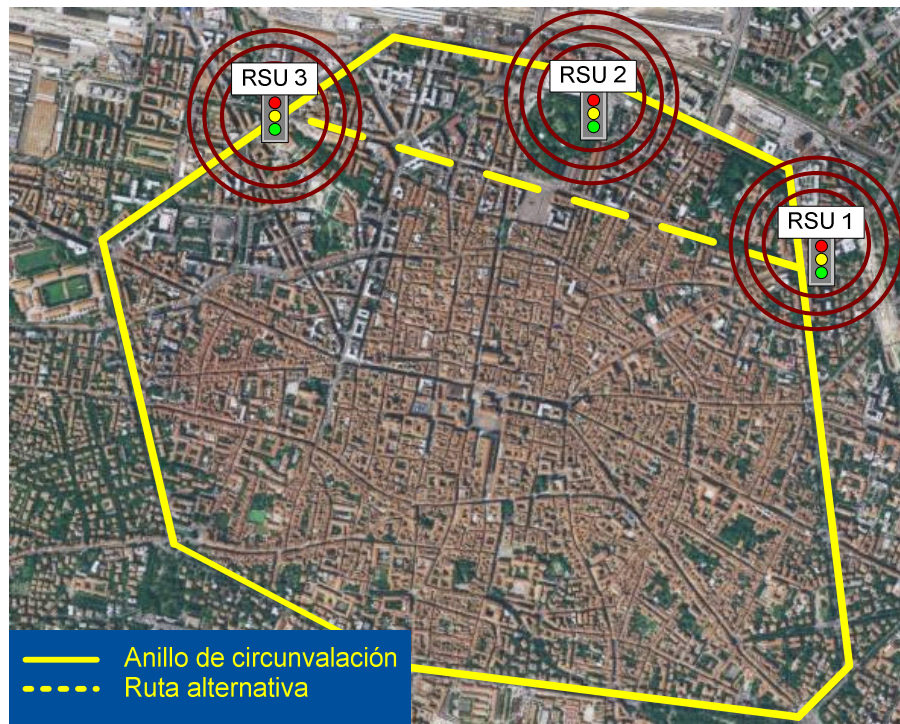 RSU 3
RSU 2
RSU 1
Anillo de circunvalación
Ruta alternativa